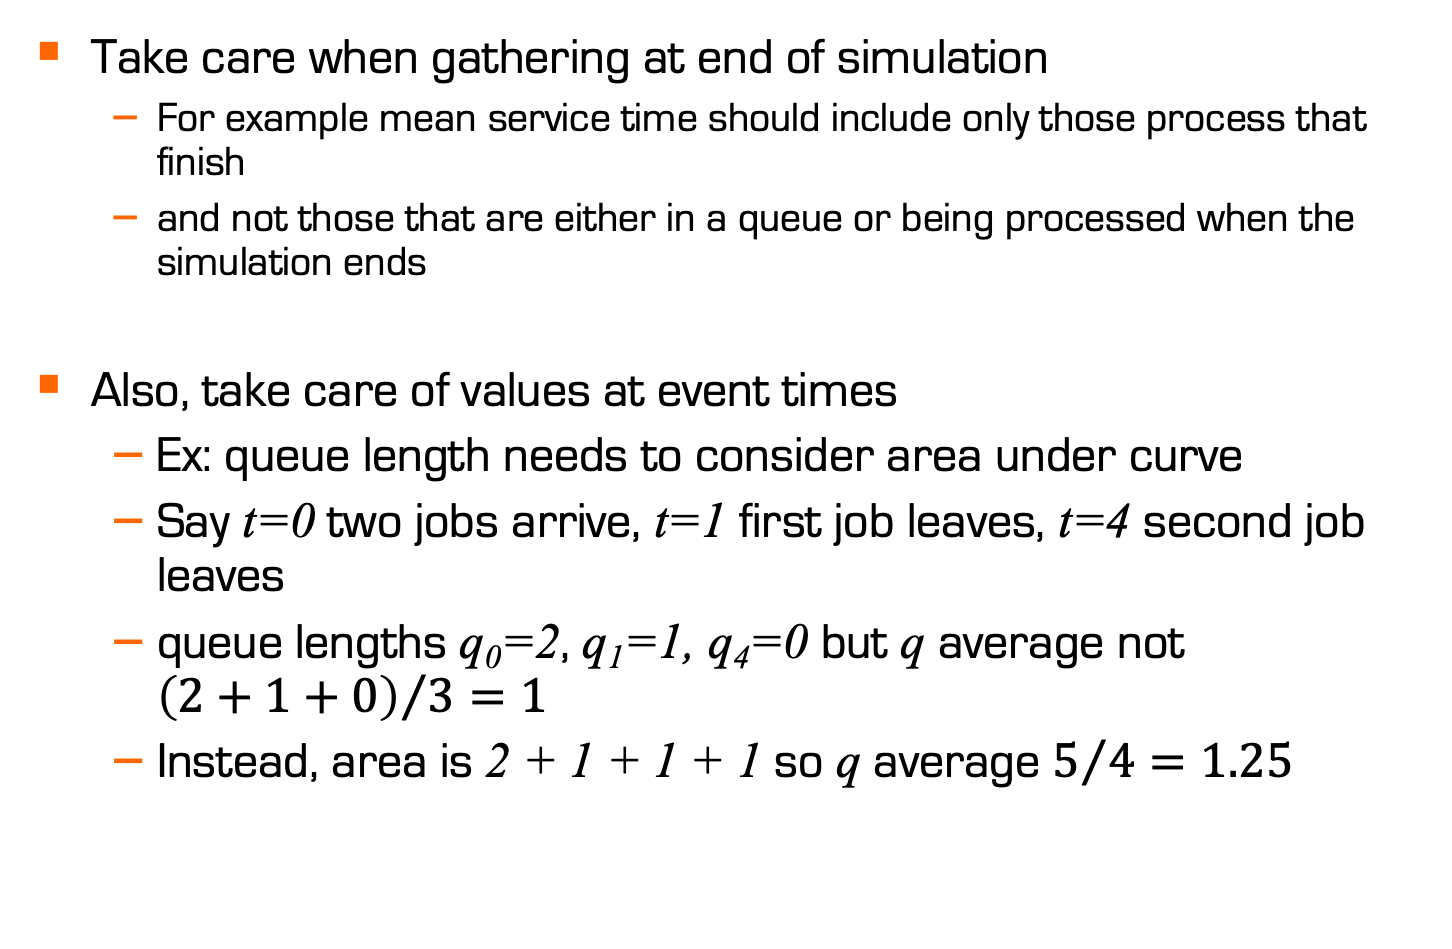 ▪ Take care when gathering at end of simulation
– For example mean service time should include only those process that
finish
– and not those that are either in a queue or being processed when the
simulation ends
▪ Also, take care of values at event times
– Ex: queue length needs to consider area under curve
– Say t=0 two jobs arrive, t=1 first job leaves, t=4 second job
leaves
– queue lengths q₀=2, q₁=1, q₄=0 but q average not
(2 + 1 + 0)/3 = 1
– Instead, area is 2 + 1 + 1 + 1 so q average 5/4 = 1.25